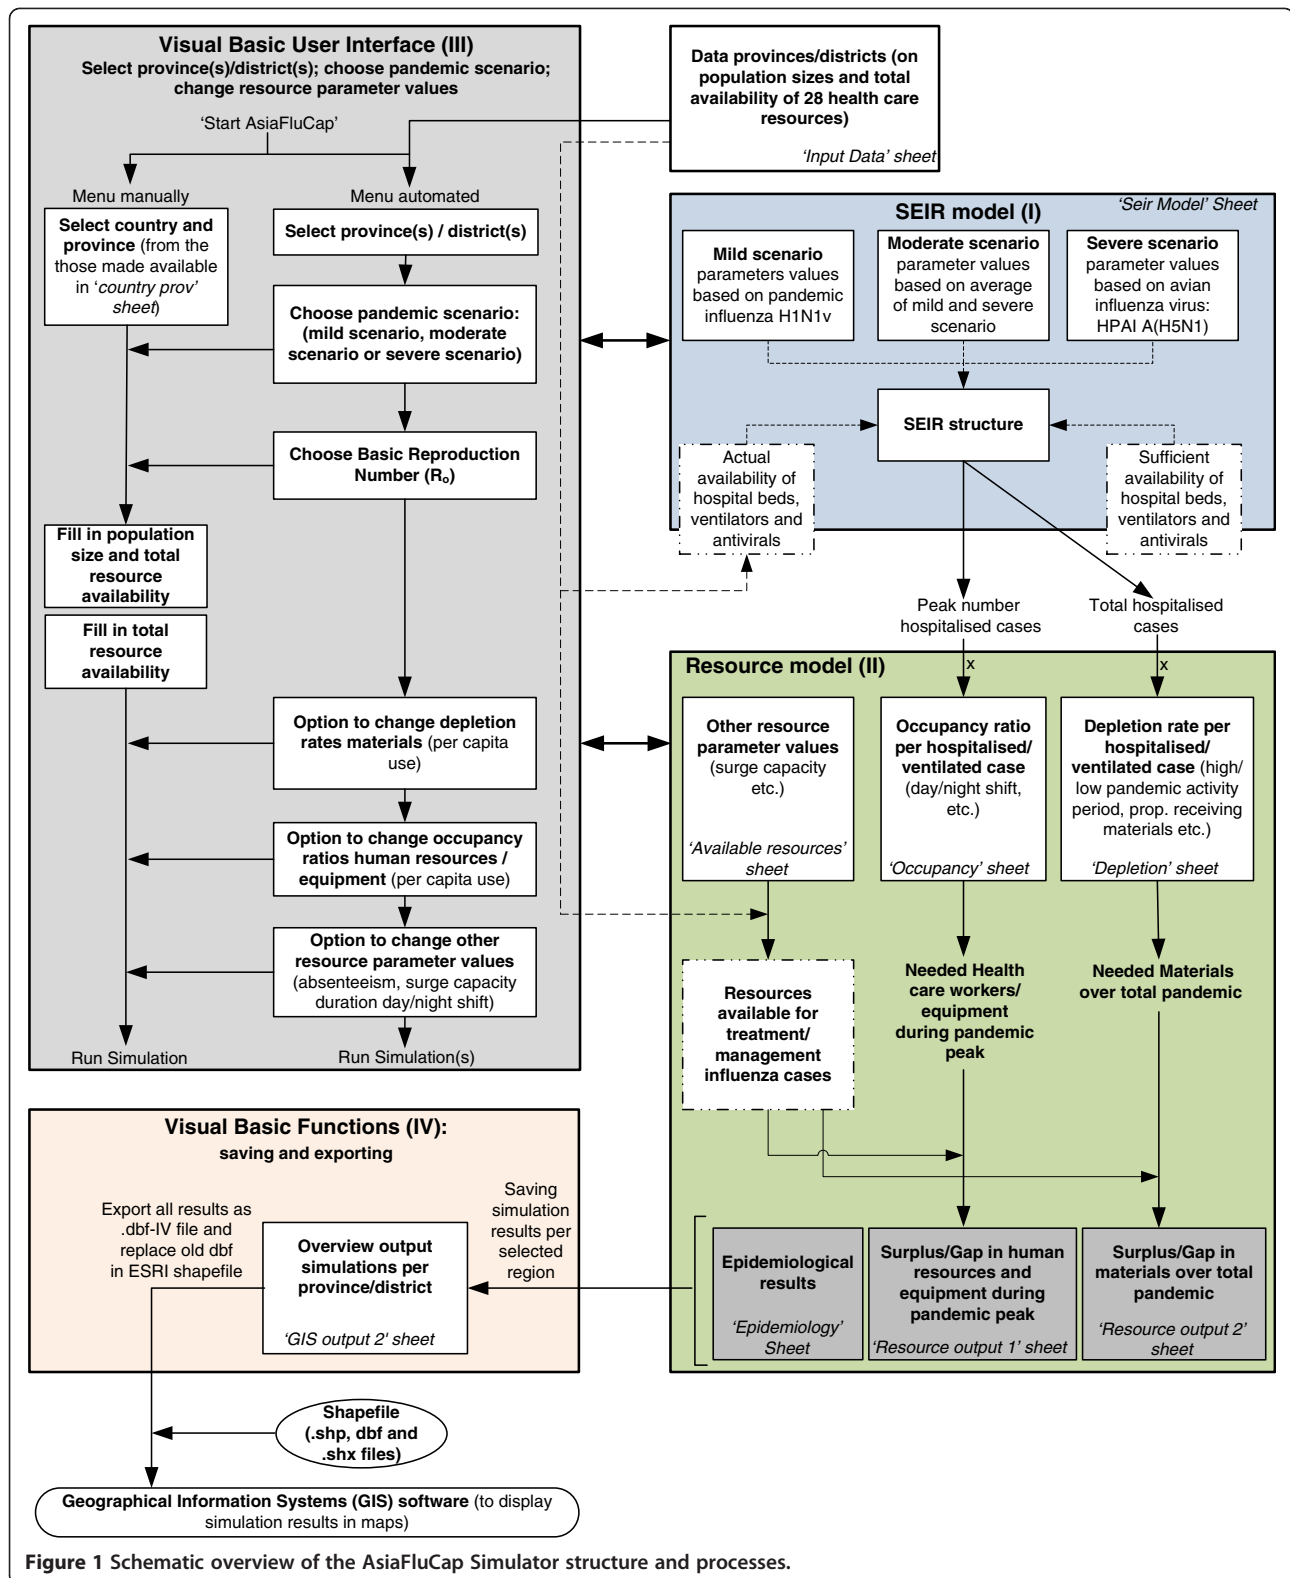 Visual Basic User Interface (III)
Select province(s)/district(s); choose pandemic scenario;
change resource parameter values
‘Start AsiaFluCap’
Menu manually
Menu automated
Select country and
province (from the
those made available
in ‘country prov’
sheet)
Select province(s) / district(s)
Choose pandemic scenario:
(mild scenario, moderate
scenario or severe scenario)
Choose Basic Reproduction
Number (Ro)
Fill in population
size and total
resource
availability
Fill in total
resource
availability
Option to change depletion
rates materials (per capita
use)
Option to change occupancy
ratios human resources /
equipment (per capita use)
Option to change other
resource parameter values
(absenteeism, surge capacity
duration day/night shift)
Run Simulation
Run Simulation(s)
Data provinces/districts (on
population sizes and total
availability of 28 health care
resources)
‘Input Data’ sheet
SEIR model (I)
‘Seir Model’ Sheet
Mild scenario
parameters values
based on pandemic
influenza H1N1v
Moderate scenario
parameter values
based on average
of mild and severe
scenario
Severe scenario
parameter values
based on avian
influenza virus:
HPAI A(H5N1)
SEIR structure
Actual
availability of
hospital beds,
ventilators and
antivirals
Sufficient
availability of
hospital beds,
ventilators and
antivirals
Peak number
hospitalised cases
Total hospitalised
cases
Resource model (II)
x
x
Other resource
parameter values
(surge capacity
etc.)
‘Available resources’
sheet
Occupancy ratio
per hospitalised/
ventilated case
(day/night shift,
etc.)
‘Occupancy’ sheet
Depletion rate per
hospitalised/
ventilated case (high/
low pandemic activity
period, prop. receiving
materials etc.)
‘Depletion’ sheet
Resources
available for
treatment/
management
influenza cases
Needed Health
care workers/
equipment
during pandemic
peak
Needed Materials
over total pandemic
Epidemiological
results
‘Epidemiology’
Sheet
Surplus/Gap in human
resources and
equipment during
pandemic peak
‘Resource output 1’ sheet
Surplus/Gap in
materials over total
pandemic
‘Resource output 2’
sheet
Visual Basic Functions (IV):
saving and exporting
Export all results as
.dbf-IV file and
replace old dbf
in ESRI shapefile
Overview output
simulations per
province/district
‘GIS output 2' sheet
Saving
simulation
results per
selected
region
Shapefile
(.shp, dbf and
.shx files)
Geographical Information Systems (GIS) software (to display
simulation results in maps)
Figure 1 Schematic overview of the AsiaFluCap Simulator structure and processes.